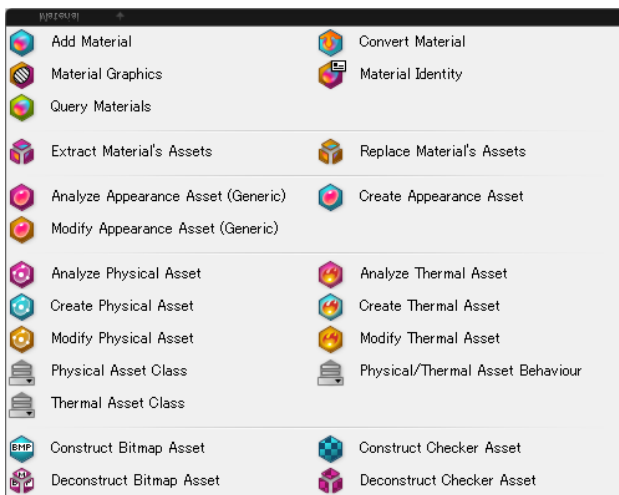 Material +
Add Material
Convert Material
Material Graphics
Material Identity
Query Materials
Extract Material's Assets
Replace Material's Assets
Analyze Appearance Asset (Generic)
Create Appearance Asset
Modify Appearance Asset (Generic)
Analyze Physical Asset
Analyze Thermal Asset
Create Physical Asset
Create Thermal Asset
Modify Physical Asset
Modify Thermal Asset
Physical Asset Class
Physical/Thermal Asset Behaviour
Thermal Asset Class
BMP
Construct Bitmap Asset
Construct Checker Asset
Deconstruct Bitmap Asset
Deconstruct Checker Asset